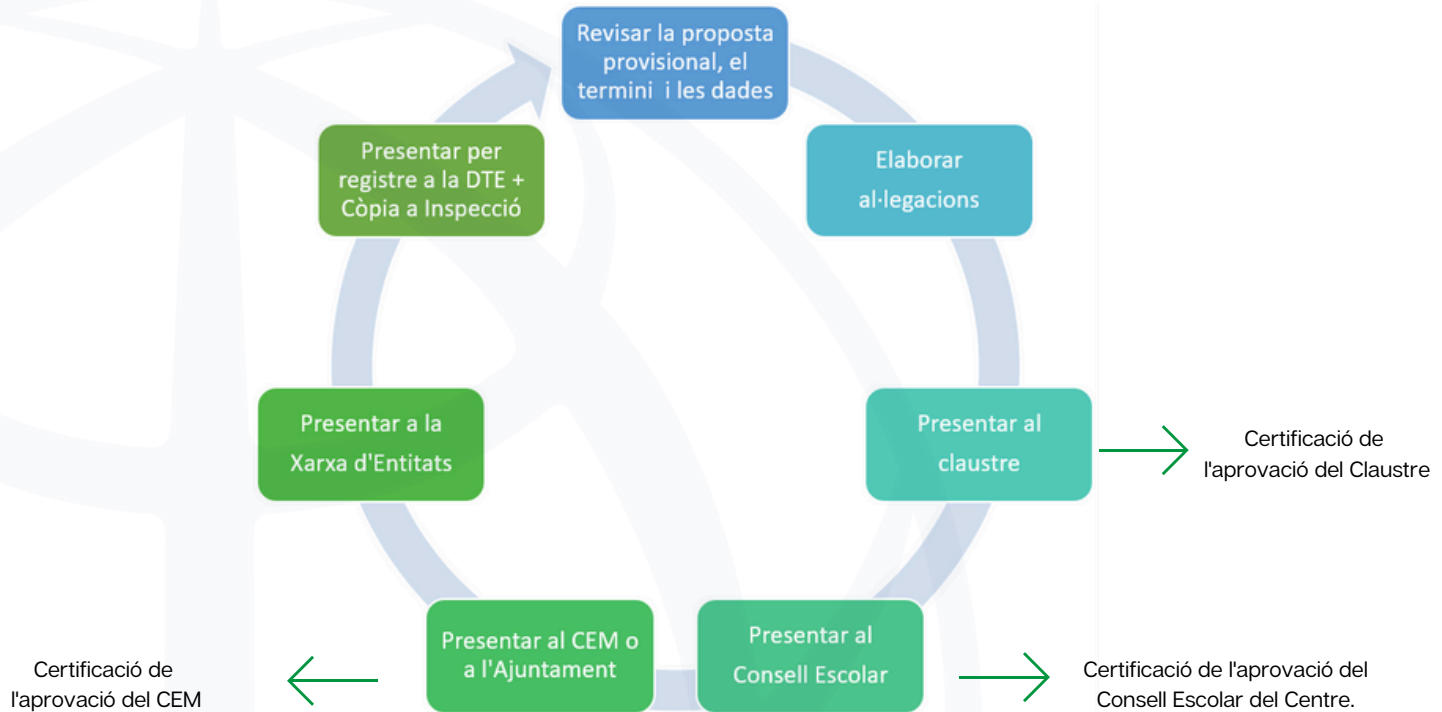 Revisar la proposta
provisional, el
termini i les dades
Elaborar
al·legacions
Presentar al
claustre
Certificació de
l'aprovació del Claustre
Presentar al
Consell Escolar
Certificació de l'aprovació del
Consell Escolar del Centre.
Presentar al CEM o
a l'Ajuntament
Certificació de
l'aprovació del CEM
Presentar a la
Xarxa d'Entitats
Presentar per
registre a la DTE +
Còpia a Inspecció